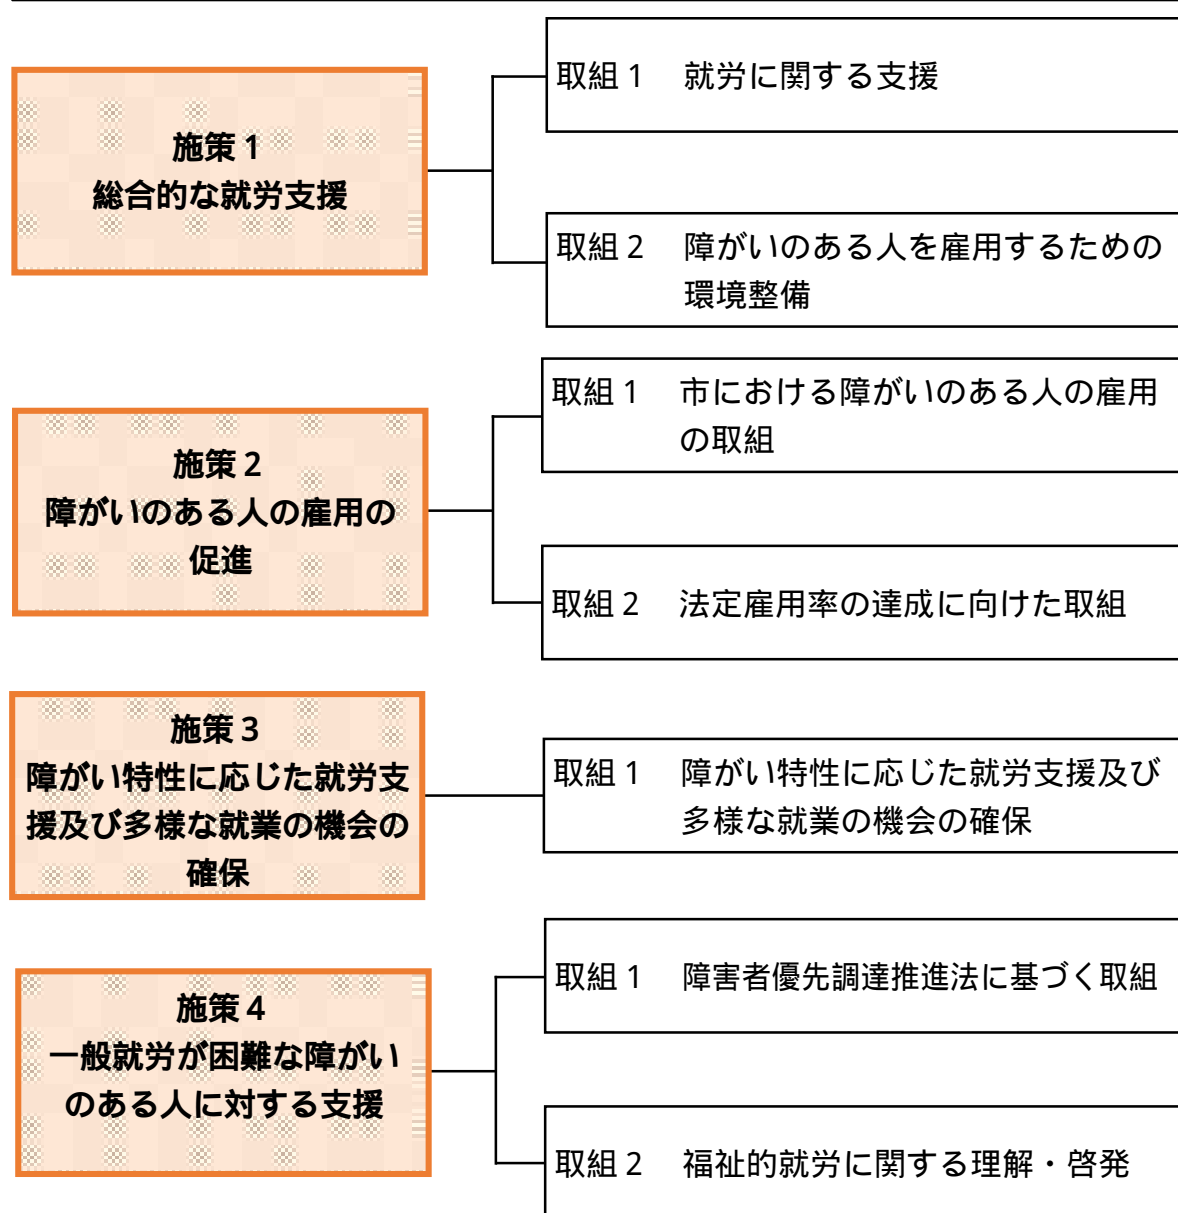 施策１
総合的な就労支援
取組１　就労に関する支援
取組２　障がいのある人を雇用するための
環境整備
施策２
障がいのある人の雇用の
促進
取組１　市における障がいのある人の雇用
の取組
取組２　法定雇用率の達成に向けた取組
施策３
障がい特性に応じた就労支
援及び多様な就業の機会の
確保
取組１　障がい特性に応じた就労支援及び
多様な就業の機会の確保
施策４
一般就労が困難な障がい
のある人に対する支援
取組１　障害者優先調達推進法に基づく取組
取組２　福祉的就労に関する理解・啓発